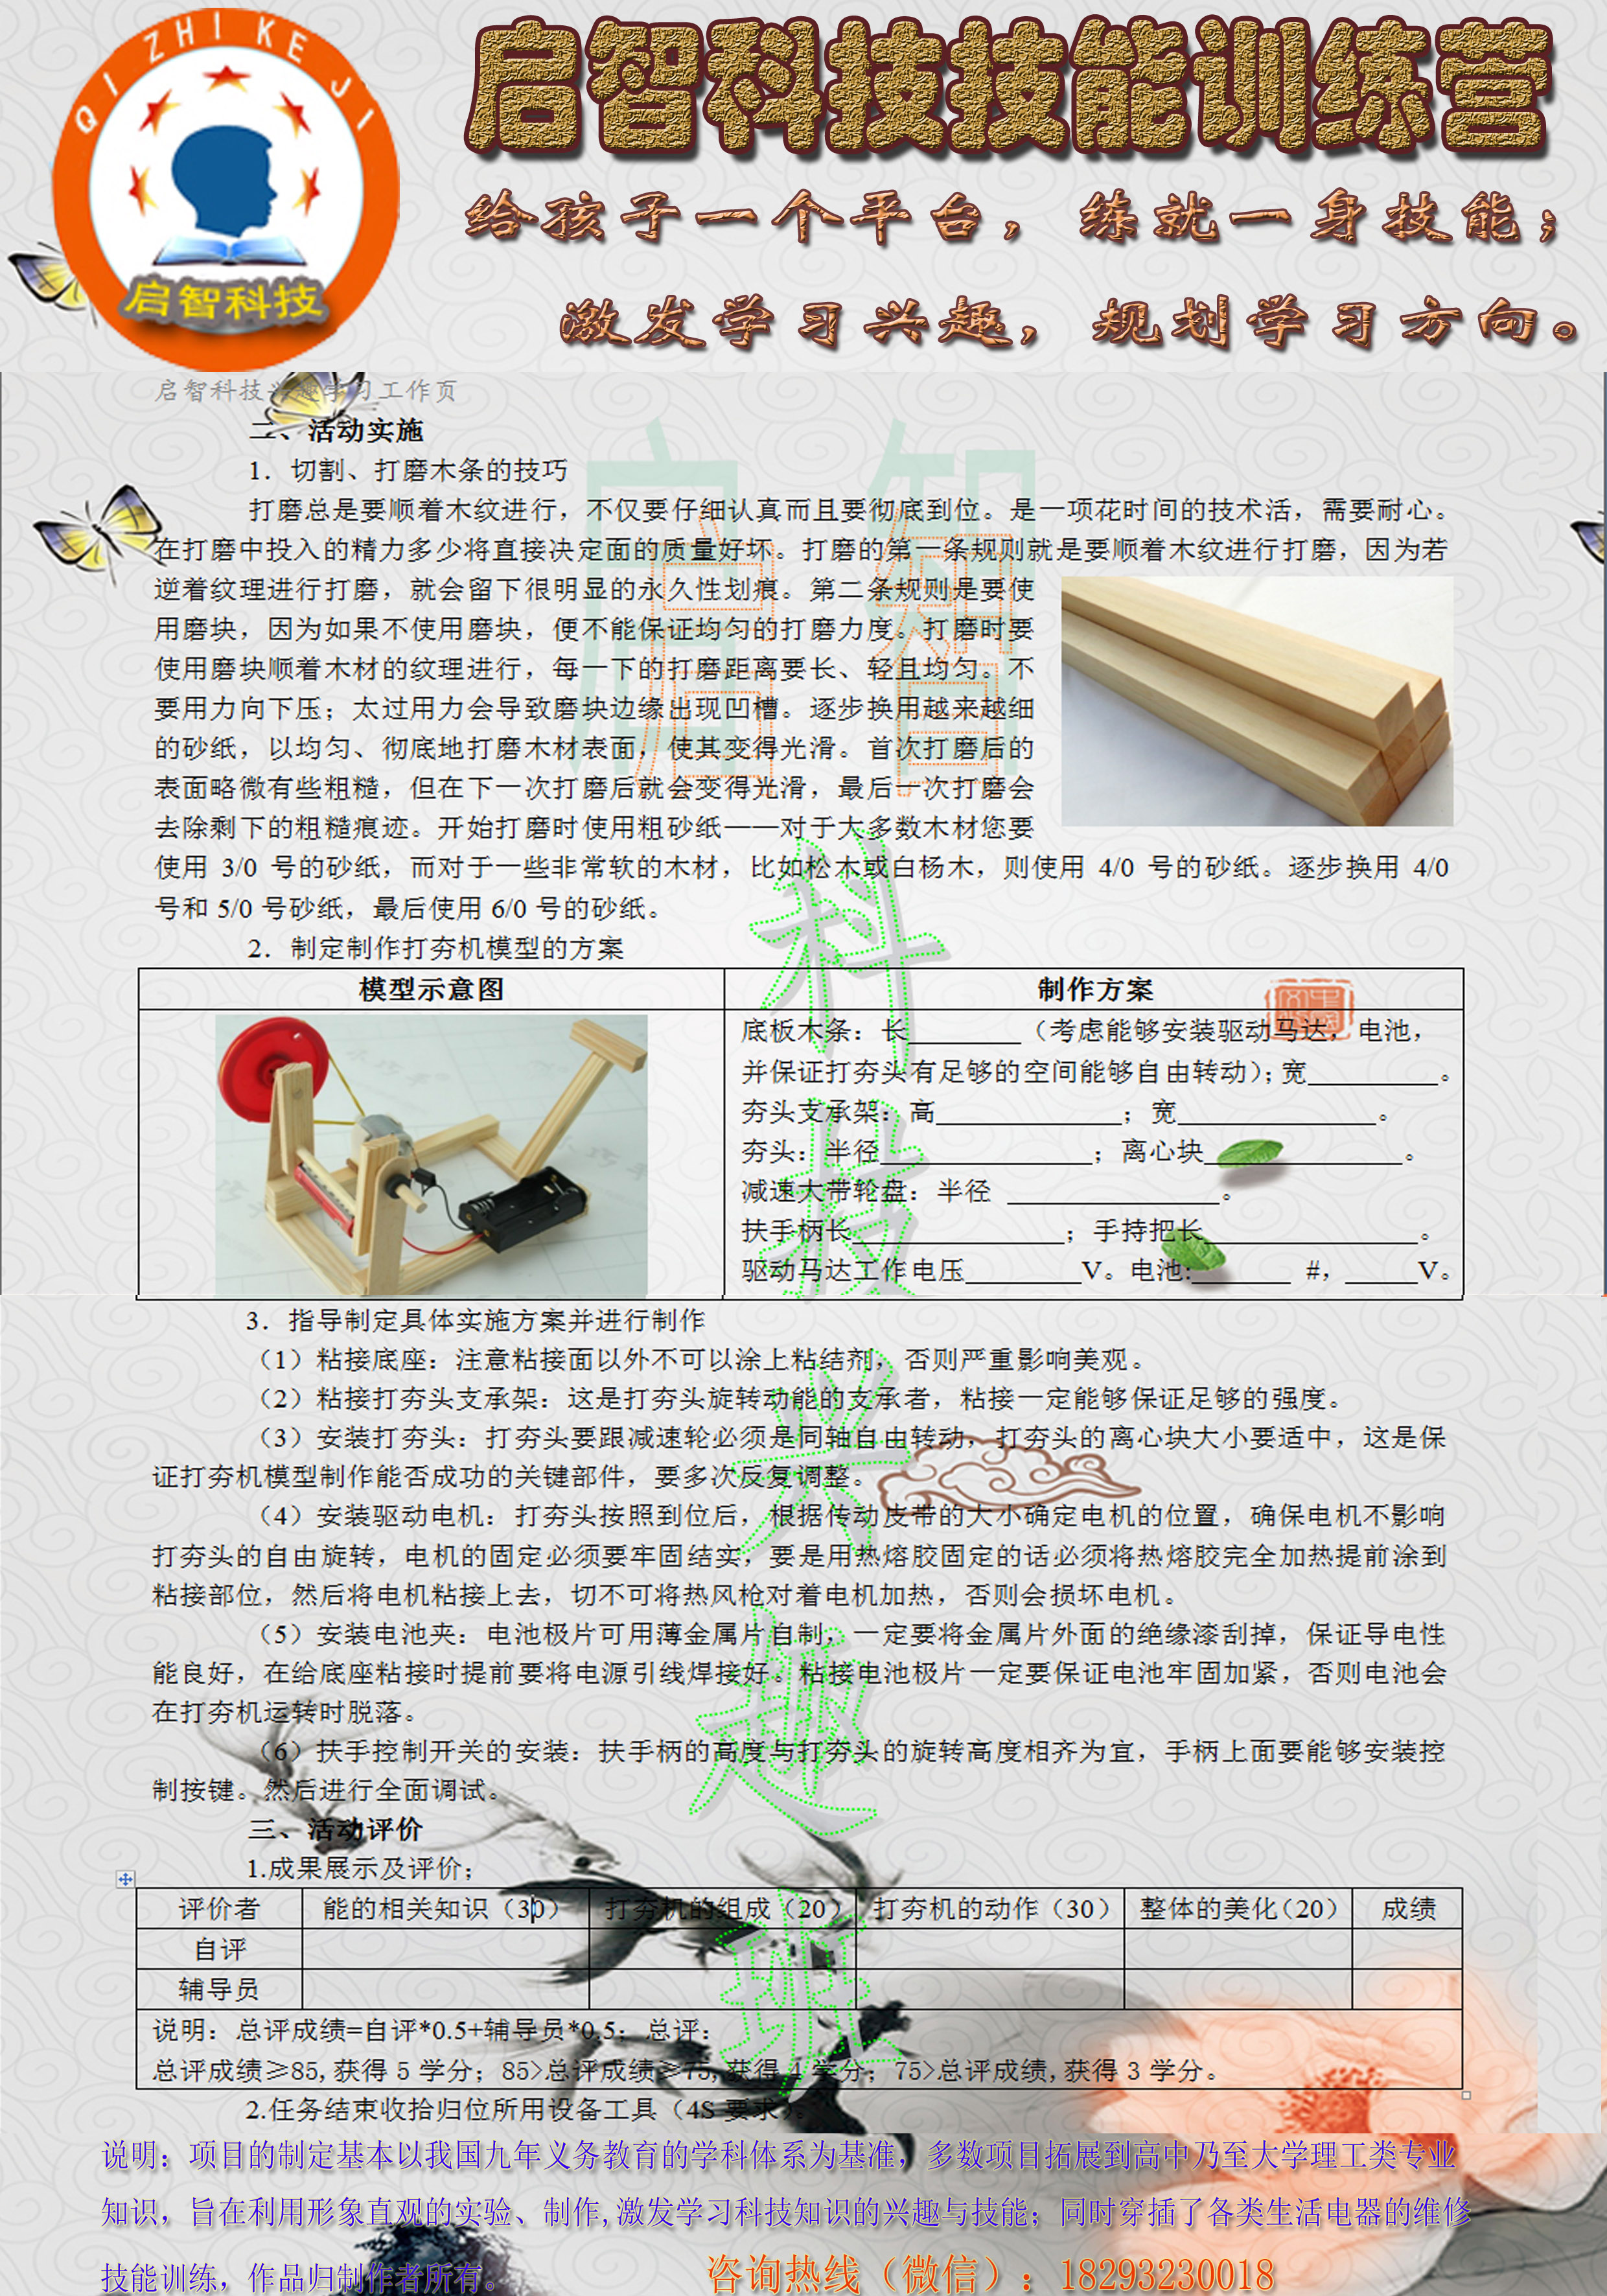 QI ZHI KE JI
启智科技
启智科技技能训练营
给孩子一个平台，练就一身技能；
激发学习兴趣，规划学习方向。
启智科技兴趣学习工作页
二、活动实施
1．切割、打磨木条的技巧
打磨总是要顺着木纹进行，不仅要仔细认真而且要彻底到位。是一项花时间的技术活，需要耐心。
在打磨中投入的精力多少将直接决定面的质量好坏。打磨的第一条规则就是要顺着木纹进行打磨，因为若
逆着纹理进行打磨，就会留下很明显的永久性划痕。第二条规则是要使
用磨块，因为如果不使用磨块，便不能保证均匀的打磨力度。打磨时要
使用磨块顺着木材的纹理进行，每一下的打磨距离要长、轻且均匀。不
要用力向下压；太过用力会导致磨块边缘出现凹槽。逐步换用越来越细
的砂纸，以均匀、彻底地打磨木材表面，使其变得光滑。首次打磨后的
表面略微有些粗糙，但在下一次打磨后就会变得光滑，最后一次打磨会
去除剩下的粗糙痕迹。开始打磨时使用粗砂纸——对于大多数木材您要
使用 3/0 号的砂纸，而对于一些非常软的木材，比如松木或白杨木，则使用 4/0 号的砂纸。逐步换用 4/0
号和 5/0 号砂纸，最后使用 6/0 号的砂纸。
2．制定制作打夯机模型的方案
模型示意图 制作方案
底板木条：长________（考虑能够安装驱动马达，电池，
并保证打夯头有足够的空间能够自由转动）；宽_________。
夯头支承架：高_____________；宽______________。
夯头：半径_______________；离心块______________。
减速大带轮盘：半径 _______________。
扶手柄长_______________；手持把长_______________。
驱动马达工作电压________V。电池:_______ #，_____V。
3．指导制定具体实施方案并进行制作
（1）粘接底座：注意粘接面以外不可以涂上粘结剂，否则严重影响美观。
（2）粘接打夯头支承架：这是打夯头旋转动能的支承者，粘接一定能够保证足够的强度。
（3）安装打夯头：打夯头要跟减速轮必须是同轴自由转动，打夯头的离心块大小要适中，这是保
证打夯机模型制作能否成功的关键部件，要多次反复调整。
（4）安装驱动电机：打夯头按照到位后，根据传动皮带的大小确定电机的位置，确保电机不影响
打夯头的自由旋转，电机的固定必须要牢固结实，要是用热熔胶固定的话必须将热熔胶完全加热提前涂到
粘接部位，然后将电机粘接上去，切不可将热风枪对着电机加热，否则会损坏电机。
（5）安装电池夹：电池极片可用薄金属片自制，一定要将金属片外面的绝缘漆刮掉，保证导电性
能良好，在给底座粘接时提前要将电源引线焊接好。粘接电池极片一定要保证电池牢固加紧，否则电池会
在打夯机运转时脱落。
（6）扶手控制开关的安装：扶手柄的高度与打夯头的旋转高度相齐为宜，手柄上面要能够安装控
制按键。然后进行全面调试。
三、活动评价
1.成果展示及评价；
评价者 能的相关知识（30） 打夯机的组成（20） 打夯机的动作（30） 整体的美化（20） 成绩
自评
辅导员
说明：总评成绩=自评*0.5+辅导员*0.5；总评：
总评成绩≥85,获得 5 学分；85>总评成绩≥75,获得 4 学分；75>总评成绩,获得 3 学分。
2.任务结束收拾归位所用设备工具（4S 要求）。
启智
启智
科技兴趣班
说明：项目的制定基本以我国九年义务教育的学科体系为基准，多数项目拓展到高中乃至大学理工类专业
知识，旨在利用形象直观的实验、制作,激发学习科技知识的兴趣与技能；同时穿插了各类生活电器的维修
技能训练，作品归制作者所有。
咨询热线（微信）：18293230018